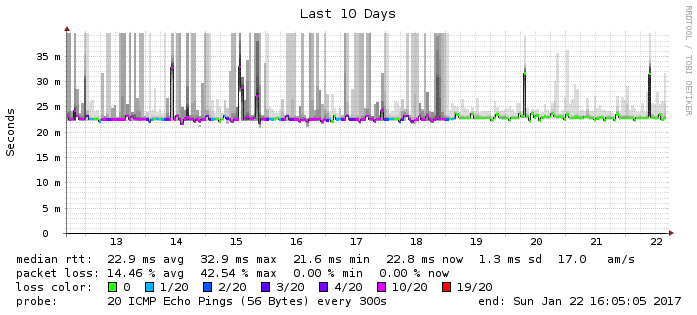 Last 10 Days
RRDTOOL / TOBI OETIKER
Seconds
35 m
30 m
25 m
20 m
15 m
10 m
5 m
0
13 14 15 16 17 18 19 20 21 22
median rtt: 22.9 ms avg 32.9 ms max 21.6 ms min 22.8 ms now 1.3 ms sd 17.0 am/s
packet loss: 14.46 % avg 42.54 % max 0.00 % min 0.00 % now
loss color: 0 1/20 2/20 3/20 4/20 10/20 19/20
probe: 20 ICMP Echo Pings (56 Bytes) every 300s end: Sun Jan 22 16:05:05 2017